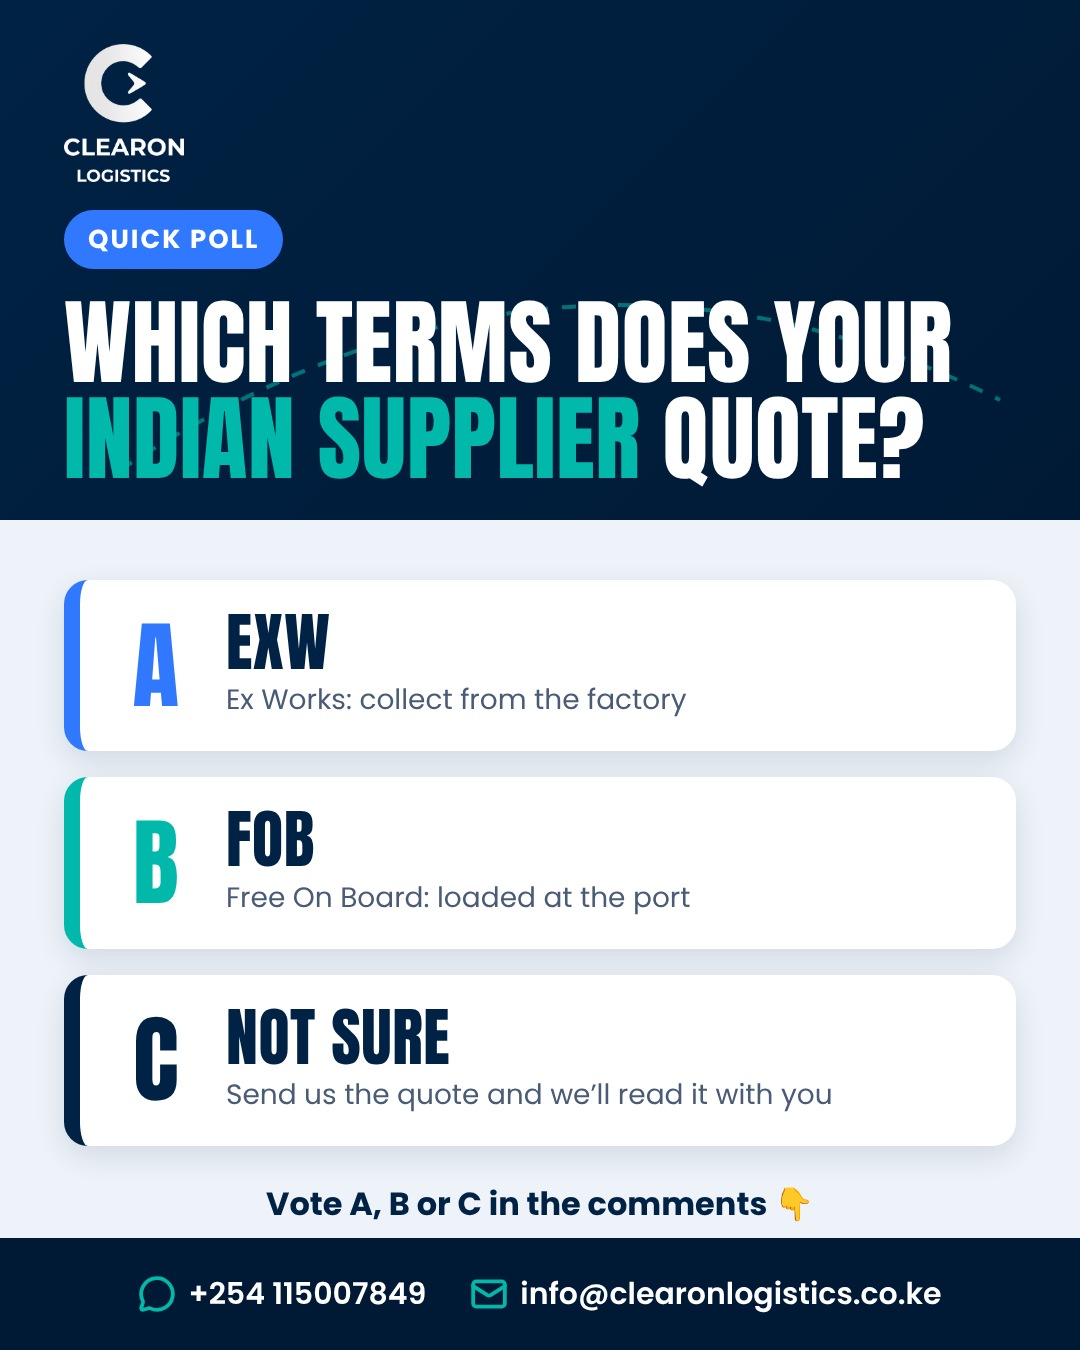 CLEARON
LOGISTICS
QUICK POLL
WHICH TERMS DOES YOUR
INDIAN SUPPLIER QUOTE?
A
EXW
Ex Works: collect from the factory
B
FOB
Free On Board: loaded at the port
C
NOT SURE
Send us the quote and we’ll read it with you
Vote A, B or C in the comments 👇
+254 115007849
info@clearonlogistics.co.ke